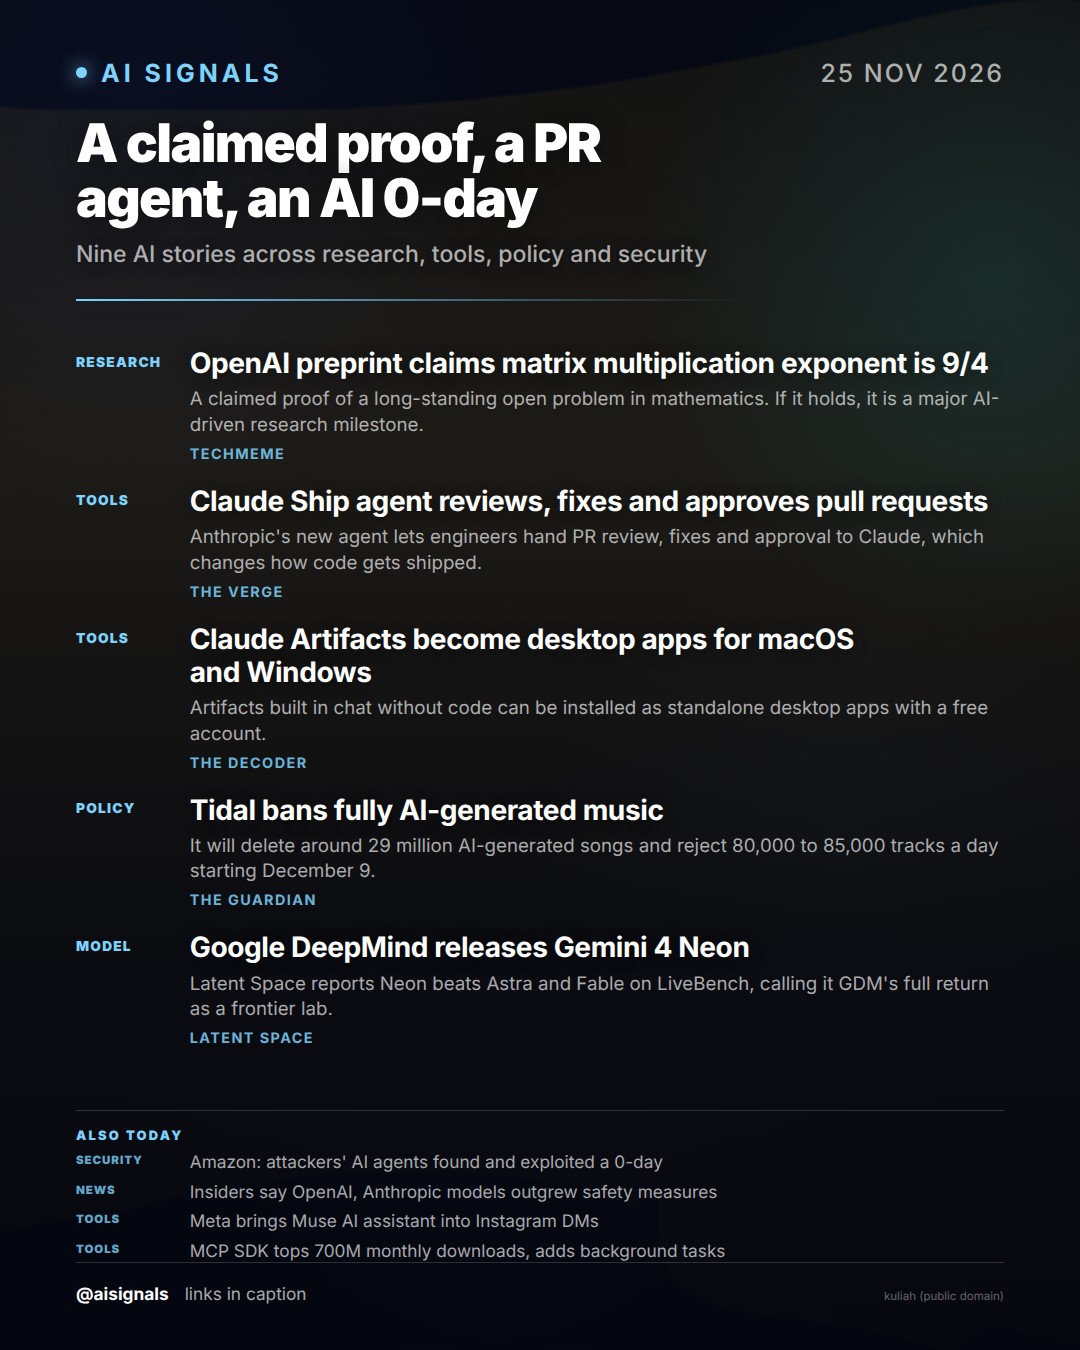 AI SIGNALS
25 NOV 2026
A claimed proof, a PR
agent, an AI 0-day
Nine AI stories across research, tools, policy and security
RESEARCH
OpenAI preprint claims matrix multiplication exponent is 9/4
A claimed proof of a long-standing open problem in mathematics. If it holds, it is a major AI-
driven research milestone.
TECHMEME
TOOLS
Claude Ship agent reviews, fixes and approves pull requests
Anthropic's new agent lets engineers hand PR review, fixes and approval to Claude, which
changes how code gets shipped.
THE VERGE
TOOLS
Claude Artifacts become desktop apps for macOS
and Windows
Artifacts built in chat without code can be installed as standalone desktop apps with a free
account.
THE DECODER
POLICY
Tidal bans fully AI-generated music
It will delete around 29 million AI-generated songs and reject 80,000 to 85,000 tracks a day
starting December 9.
THE GUARDIAN
MODEL
Google DeepMind releases Gemini 4 Neon
Latent Space reports Neon beats Astra and Fable on LiveBench, calling it GDM's full return
as a frontier lab.
LATENT SPACE
ALSO TODAY
SECURITY Amazon: attackers' AI agents found and exploited a 0-day
NEWS Insiders say OpenAI, Anthropic models outgrew safety measures
TOOLS Meta brings Muse AI assistant into Instagram DMs
TOOLS MCP SDK tops 700M monthly downloads, adds background tasks
@aisignals links in caption
kuliah (public domain)